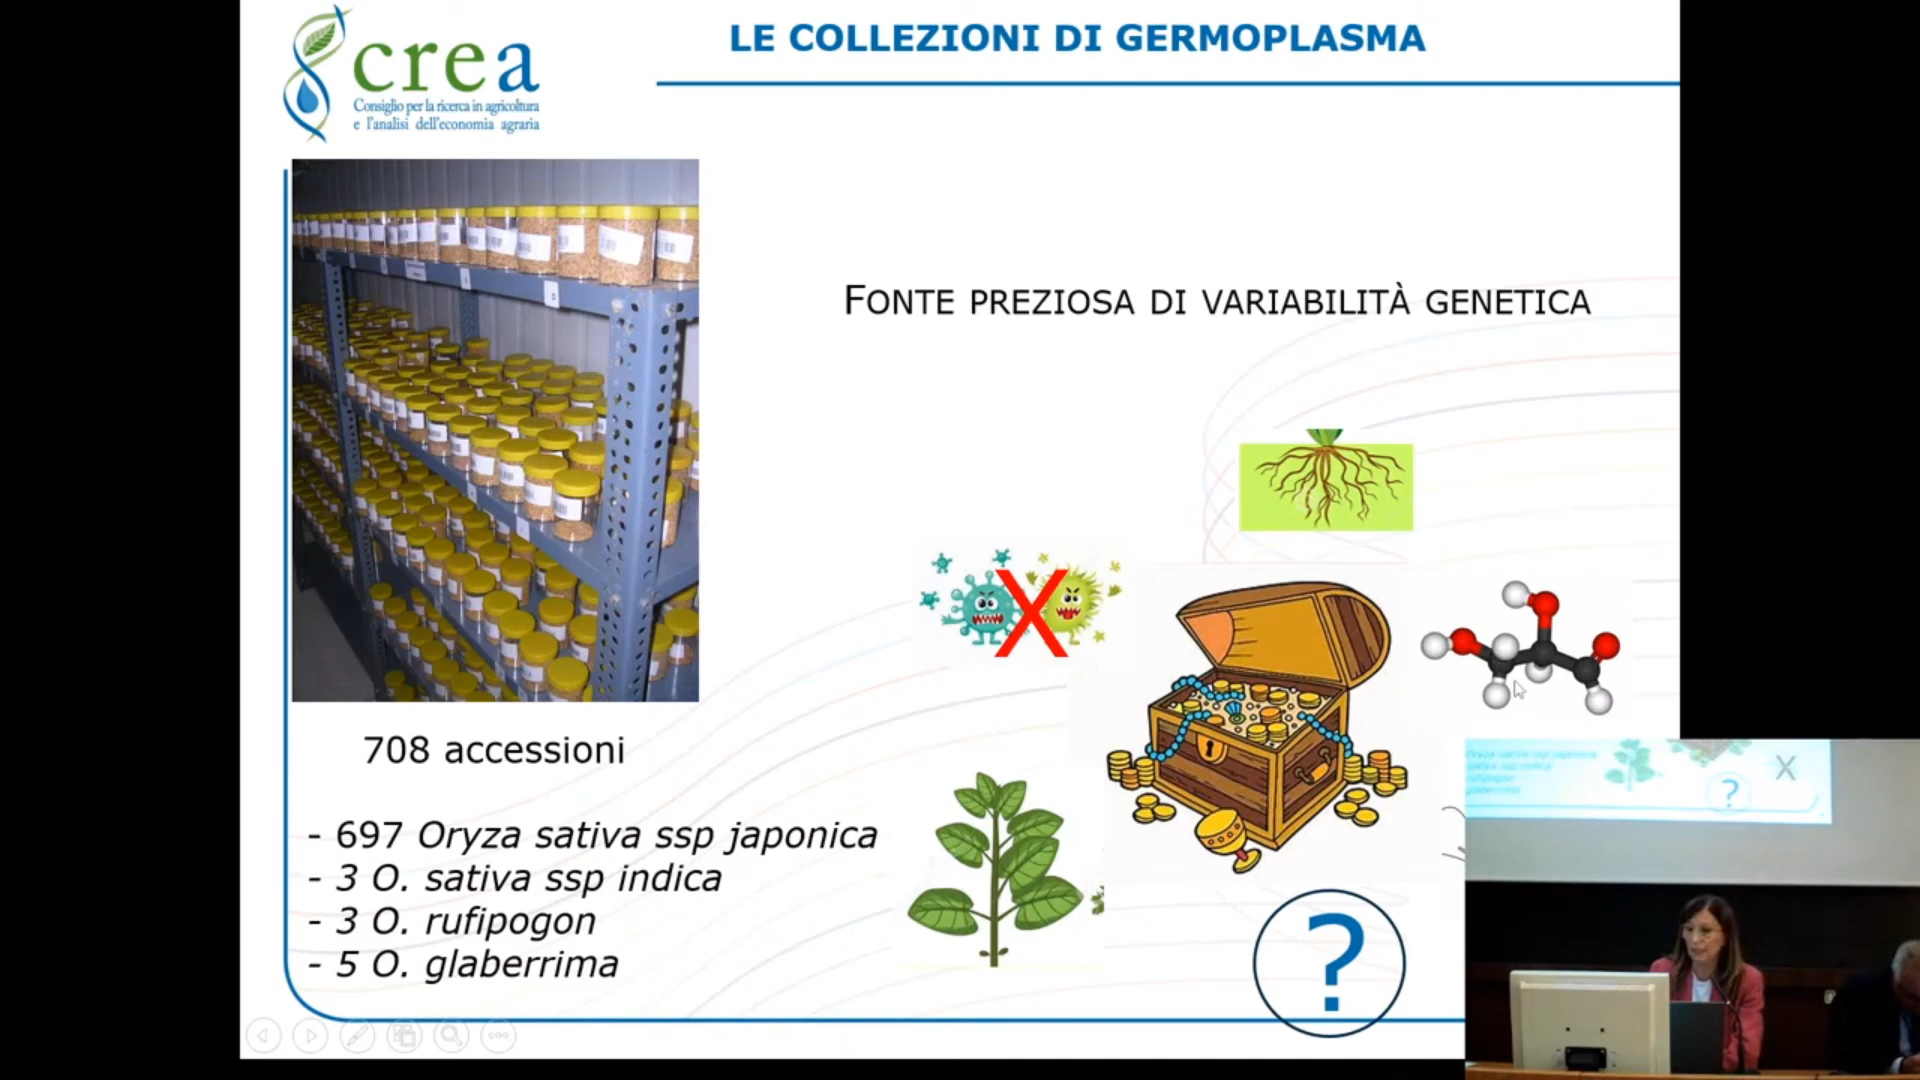 LE COLLEZIONI DI GERMOPLASMA
crea
Consiglio per la ricerca in agricoltura
e l'analisi dell'economia agraria
FONTE PREZIOSA DI VARIABILITÀ GENETICA
X
708 accessioni
- 697 Oryza sativa ssp japonica
- 3 O. sativa ssp indica
- 3 O. rufipogon
- 5 O. glaberrima
?
?
X